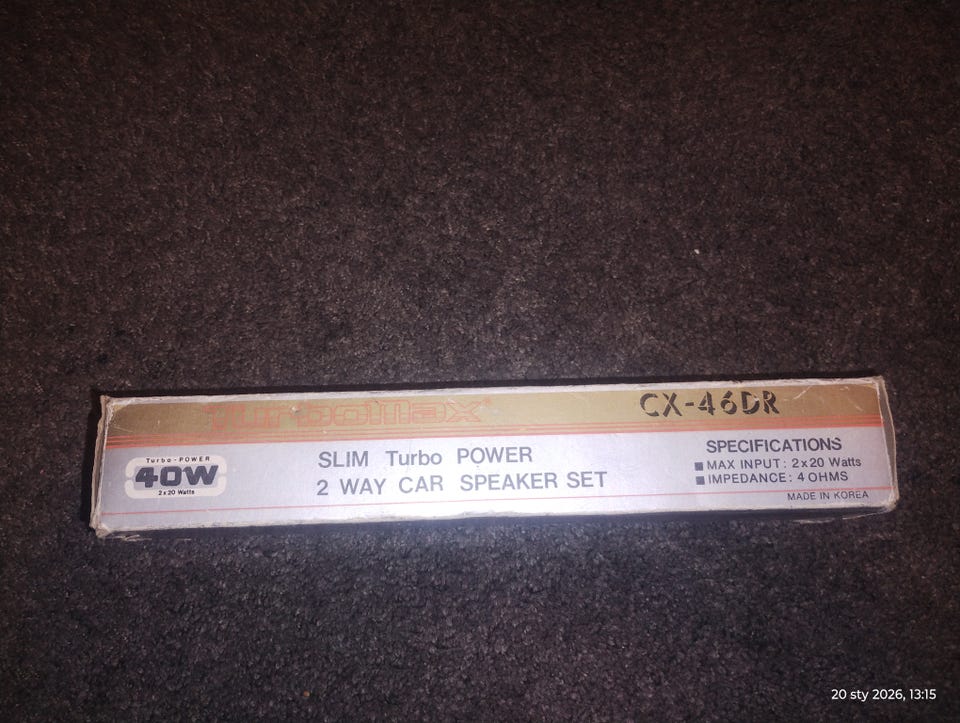 TurboMax
CX-46DR
Turbo-POWER
40W
2x20 Watts
SLIM Turbo POWER
2 WAY CAR SPEAKER SET
SPECIFICATIONS
■ MAX INPUT : 2x20 Watts
■ IMPEDANCE : 4 OHMS
MADE IN KOREA
20 sty 2026, 13:15